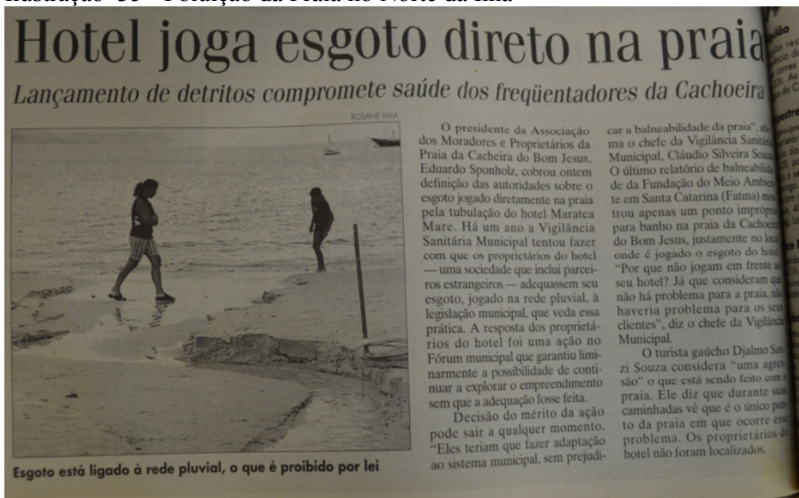 Hotel joga esgoto direto na praia
Lançamento de detritos compromete saúde dos freqüentadores da Cachoeira
ROSANE LIMA
O presidente da Associação
dos Moradores e Proprietários da
Praia da Cacheira do Bom Jesus,
Eduardo Sponholz, cobrou ontem
definição das autoridades sobre o
esgoto jogado diretamente na praia
pela tubulação do hotel Maratea
Mare. Há um ano a Vigilância
Sanitária Municipal tentou fazer
com que os proprietários do hotel
— uma sociedade que inclui parcei-
ros estrangeiros — adequassem seu
esgoto, jogado na rede pluvial, à
legislação municipal, que veda essa
prática. A resposta dos proprietá-
rios do hotel foi uma ação no
Fórum municipal que garantiu limi-
narmente a possibilidade de conti-
nuar a explorar o empreendimento
sem que a adequação fosse feita.
Decisão do mérito da ação
pode sair a qualquer momento.
"Eles teriam que fazer adaptação
ao sistema municipal, sem prejudi-
car a balneabilidade da praia", afir-
ma o chefe da Vigilância Sanitária
Municipal, Cláudio Silveira Souza.
O último relatório de balneabilida-
de da Fundação do Meio Ambien-
te em Santa Catarina (Fatma) mos-
trou apenas um ponto impróprio
para banho na praia da Cachoeira
do Bom Jesus, justamente no local
onde é jogado o esgoto do hotel.
"Por que não jogam em frente ao
seu hotel? Já que consideram que
não há problema para a praia, não
haveria problema para os seus
clientes", diz o chefe da Vigilância
Municipal.
O turista gaúcho Djalmo San-
zi Souza considera "uma agres-
são" o que está sendo feito com a
praia. Ele diz que durante suas
caminhadas vê que é o único pon-
to da praia em que ocorre esse
problema. Os proprietários do
hotel não foram localizados.
Esgoto está ligado à rede pluvial, o que é proibido por lei